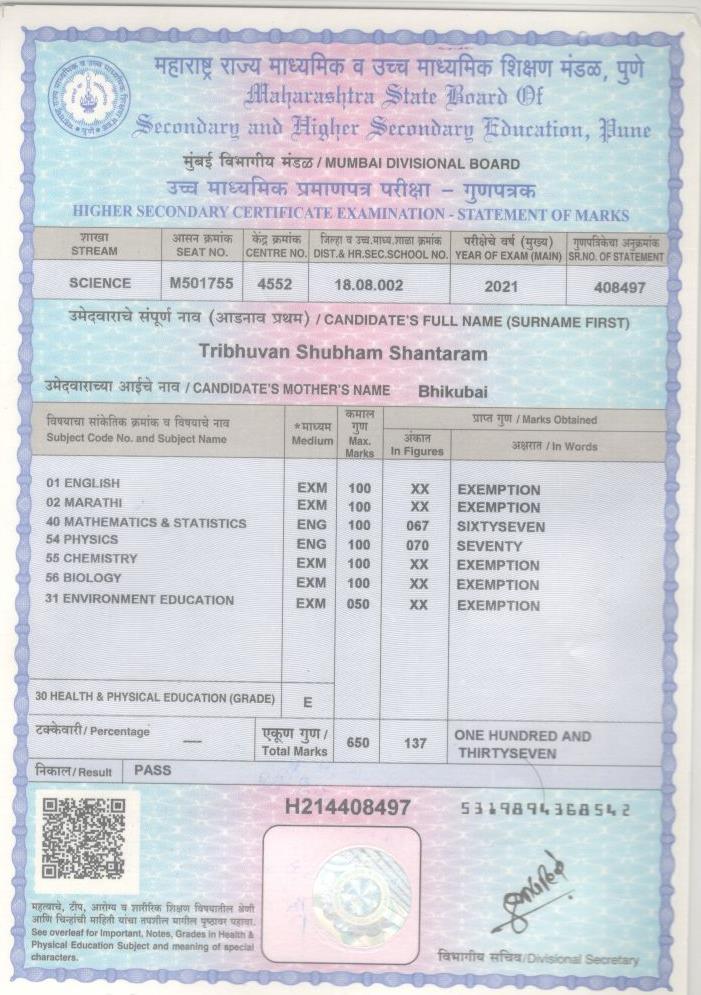 महाराष्ट्र राज्य माध्यमिक व उच्च माध्यमिक शिक्षण मंडळ, पुणे
Maharashtra State Board Of
Secondary and Higher Secondary Education, Pune
मुंबई विभागीय मंडळ / MUMBAI DIVISIONAL BOARD
उच्च माध्यमिक प्रमाणपत्र परीक्षा – गुणपत्रक
HIGHER SECONDARY CERTIFICATE EXAMINATION - STATEMENT OF MARKS
शाखा आसन क्रमांक केंद्र क्रमांक जिल्हा व उच्च.माध्य.शाळा क्रमांक परीक्षेचे वर्ष (मुख्य) गुणपत्रिकेचा अनुक्रमांक
STREAM SEAT NO. CENTRE NO. DIST.& HR.SEC.SCHOOL NO. YEAR OF EXAM (MAIN) SR.NO. OF STATEMENT
SCIENCE M501755 4552 18.08.002 2021 408497
उमेदवाराचे संपूर्ण नाव (आडनाव प्रथम) / CANDIDATE'S FULL NAME (SURNAME FIRST)
Tribhuvan Shubham Shantaram
उमेदवाराच्या आईचे नाव / CANDIDATE'S MOTHER'S NAME Bhikubai
विषयाचा सांकेतिक क्रमांक व विषयाचे नाव
Subject Code No. and Subject Name
*माध्यम
Medium
कमाल
गुण
Max.
Marks
प्राप्त गुण / Marks Obtained
अंकात
In Figures
अक्षरात / In Words
01 ENGLISH EXM 100 XX EXEMPTION
02 MARATHI EXM 100 XX EXEMPTION
40 MATHEMATICS & STATISTICS ENG 100 067 SIXTYSEVEN
54 PHYSICS ENG 100 070 SEVENTY
55 CHEMISTRY EXM 100 XX EXEMPTION
56 BIOLOGY EXM 100 XX EXEMPTION
31 ENVIRONMENT EDUCATION EXM 050 XX EXEMPTION
30 HEALTH & PHYSICAL EDUCATION (GRADE) E
टक्केवारी / Percentage —
एकूण गुण /
Total Marks
650 137 ONE HUNDRED AND
THIRTYSEVEN
निकाल / Result PASS
H214408497
5319894368542
महत्वाचे, टीप, आरोग्य व शारीरिक शिक्षण विषयातील श्रेणी
आणि चिन्हांची माहिती यांचा तपशील मागील पृष्ठावर पहावा.
See overleaf for Important, Notes, Grades in Health &
Physical Education Subject and meaning of special
characters.
विभागीय सचिव/Divisional Secretary